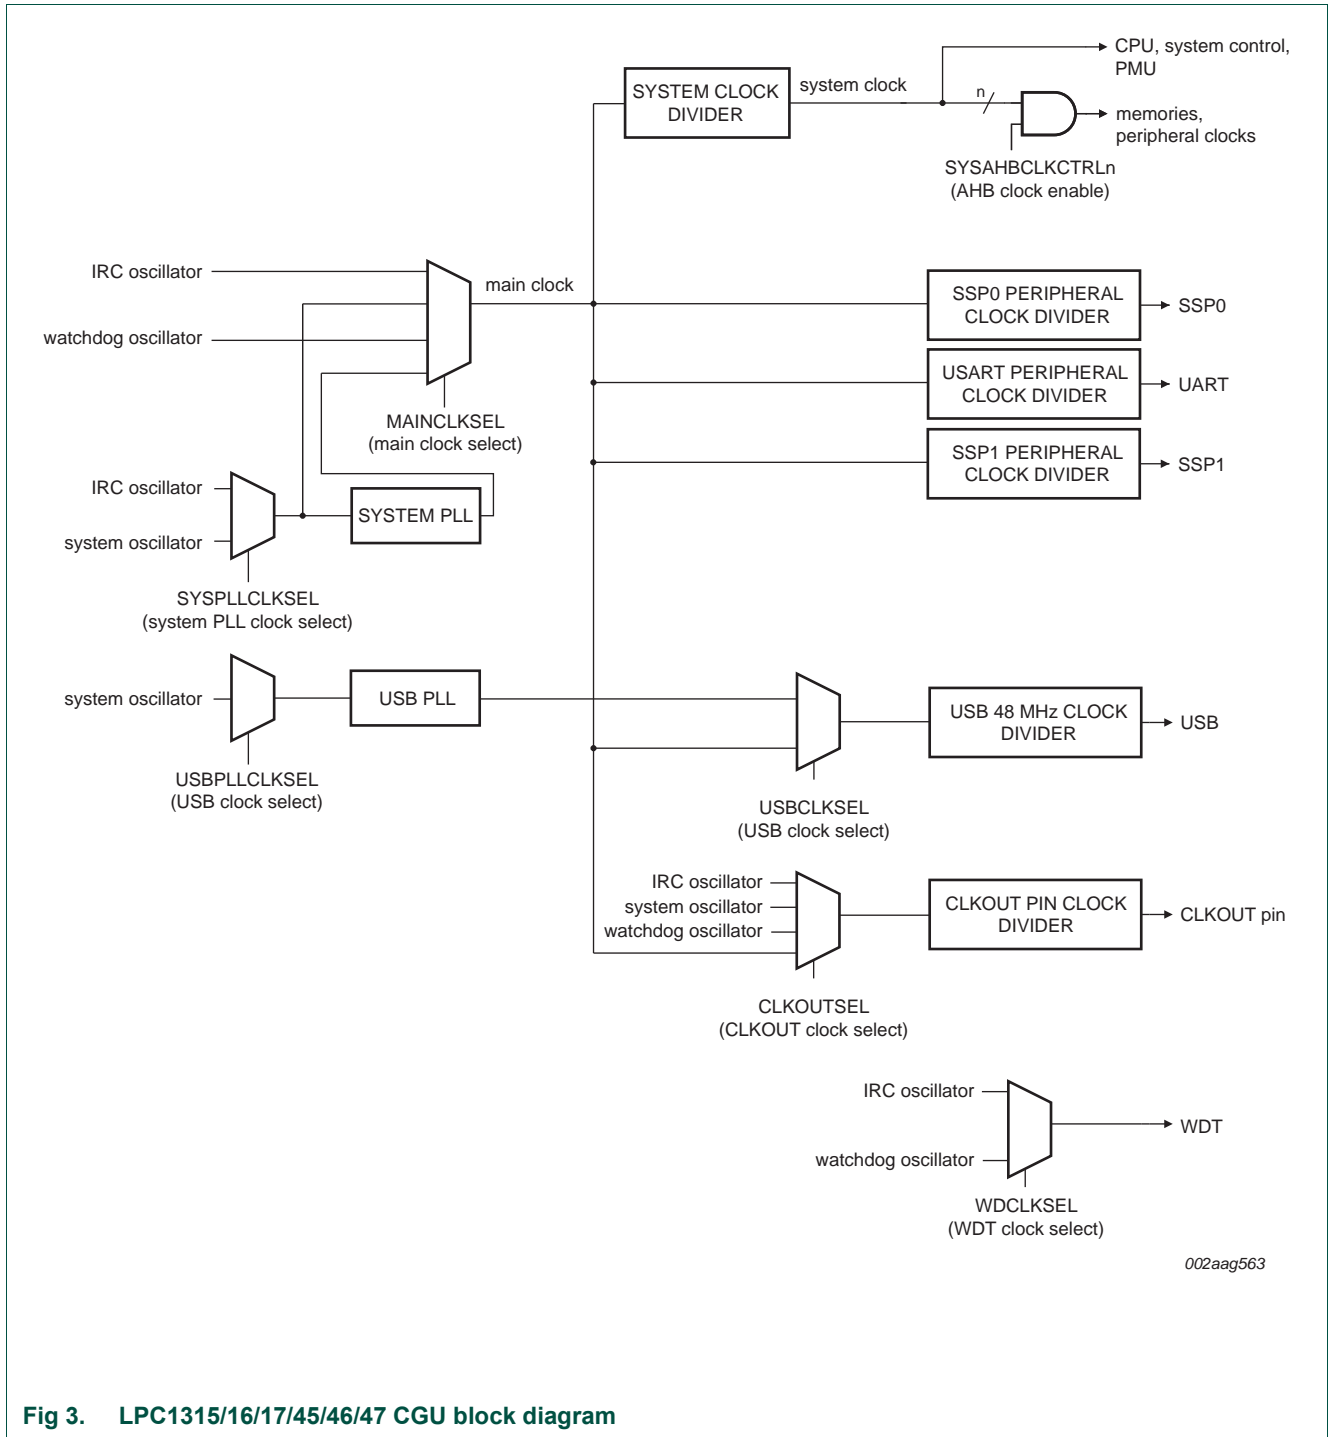 CPU, system control,
PMU
SYSTEM CLOCK
DIVIDER
system clock
n
memories,
peripheral clocks
SYSAHBCLKCTRLn
(AHB clock enable)
IRC oscillator
main clock
watchdog oscillator
SSP0 PERIPHERAL
CLOCK DIVIDER
SSP0
USART PERIPHERAL
CLOCK DIVIDER
UART
MAINCLKSEL
(main clock select)
SSP1 PERIPHERAL
CLOCK DIVIDER
SSP1
IRC oscillator
SYSTEM PLL
system oscillator
SYSPLLCLKSEL
(system PLL clock select)
system oscillator
USB PLL
USB 48 MHz CLOCK
DIVIDER
USB
USBPLLCLKSEL
(USB clock select)
USBCLKSEL
(USB clock select)
IRC oscillator
system oscillator
watchdog oscillator
CLKOUT PIN CLOCK
DIVIDER
CLKOUT pin
CLKOUTSEL
(CLKOUT clock select)
IRC oscillator
WDT
watchdog oscillator
WDCLKSEL
(WDT clock select)
002aag563
Fig 3. LPC1315/16/17/45/46/47 CGU block diagram